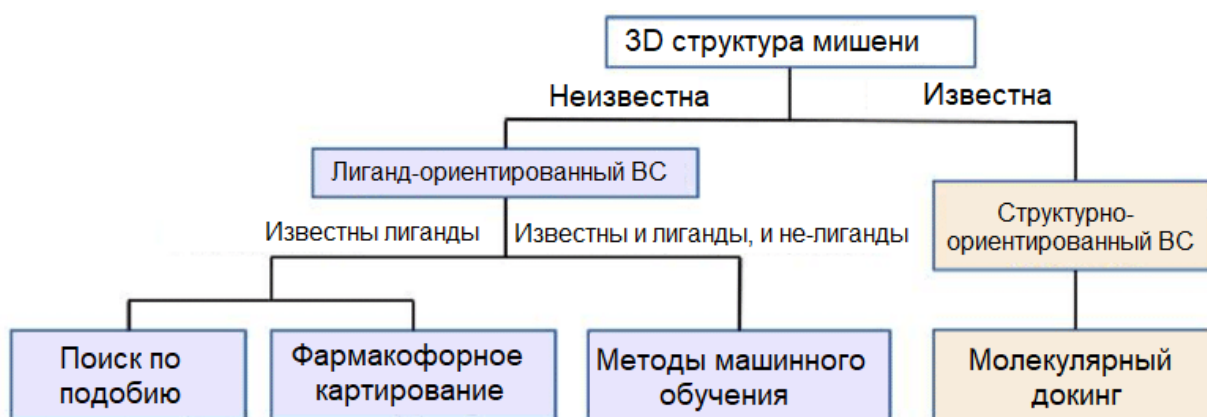 3D структура мишени
Неизвестна
Известна
Лиганд-ориентированный ВС
Структурно-
ориентированный ВС
Известны лиганды
Известны и лиганды, и не-лиганды
Поиск по
подобию
Фармакофорное
картирование
Методы машинного
обучения
Молекулярный
докинг